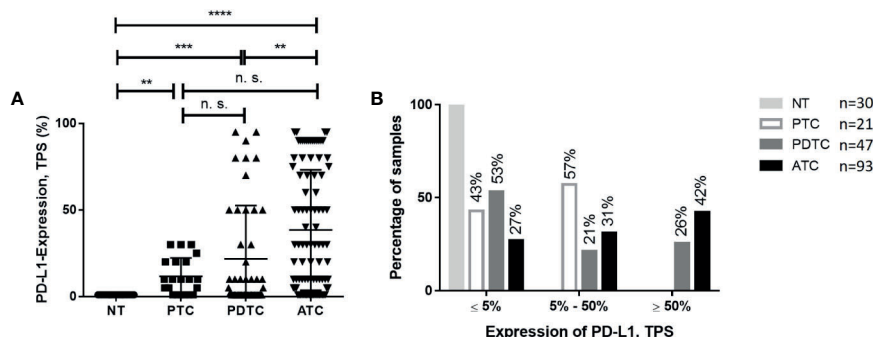 A
****
***
**
**
n. s.
n. s.
PD-L1-Expression, TPS (%)
100
50
0
NT PTC PDTC ATC
B
Percentage of samples
100
50
0
43%
53%
27%
57%
21%
31%
26%
42%
≤ 5% 5% - 50% ≥ 50%
Expression of PD-L1, TPS
NT n=30
PTC n=21
PDTC n=47
ATC n=93